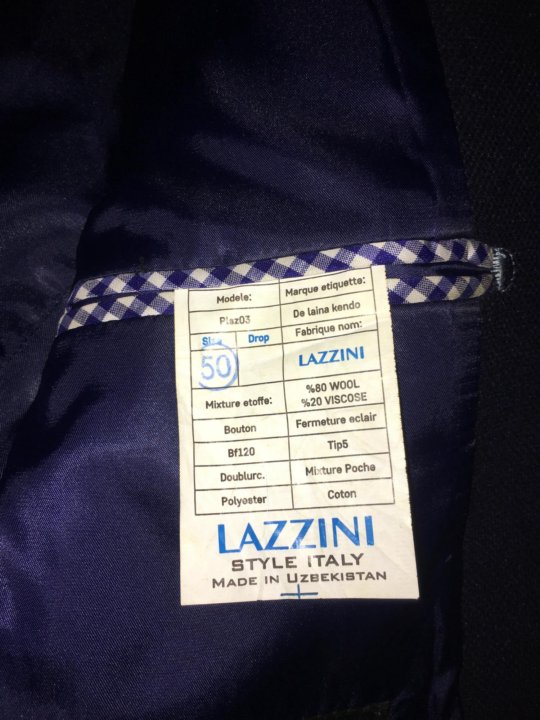 Modele:
Marque etiquette:
Plaz03
De laina kendo
Size
Drop
Fabrique nom:
50
LAZZINI
Mixture etoffe:
%80 WOOL
%20 VISCOSE
Bouton
Fermeture eclair
Bf120
Tip5
Doublurc.
Mixture Poche
Polyester
Coton
LAZZINI
STYLE ITALY
MADE IN UZBEKISTAN